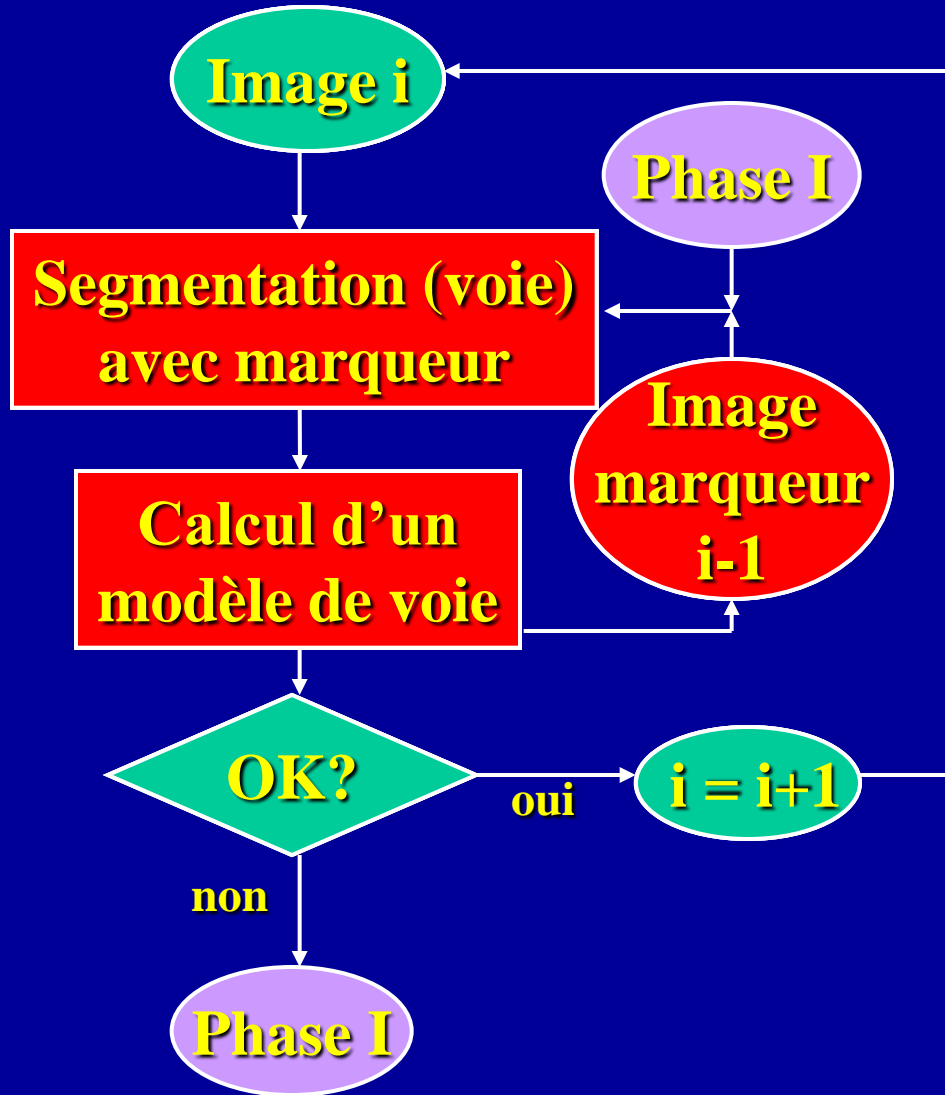 Image i
Phase I
Segmentation (voie)
avec marqueur
Image
marqueur
i-1
Calcul d’un
modèle de voie
OK?
oui
i = i+1
non
Phase I